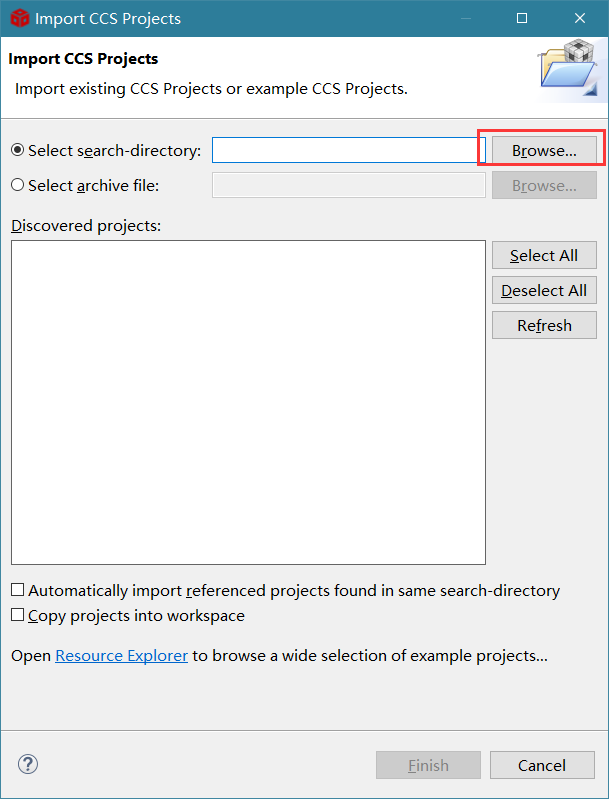 Import CCS Projects
Import CCS Projects
Import existing CCS Projects or example CCS Projects.
Select search-directory: Browse...
Select archive file: Browse...
Discovered projects:
Select All
Deselect All
Refresh
Automatically import referenced projects found in same search-directory
Copy projects into workspace
Open Resource Explorer to browse a wide selection of example projects...
? Finish Cancel